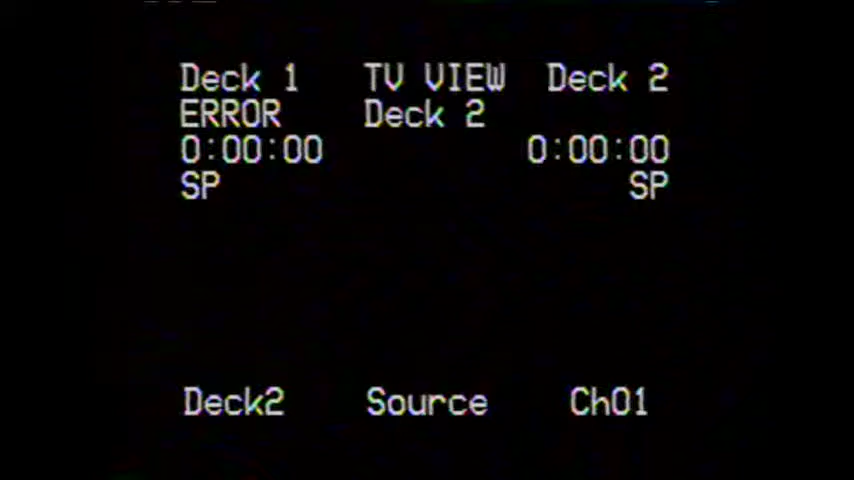 Deck 1 TV VIEW Deck 2
ERROR Deck 2
0:00:00 0:00:00
SP SP
Deck2 Source Ch01